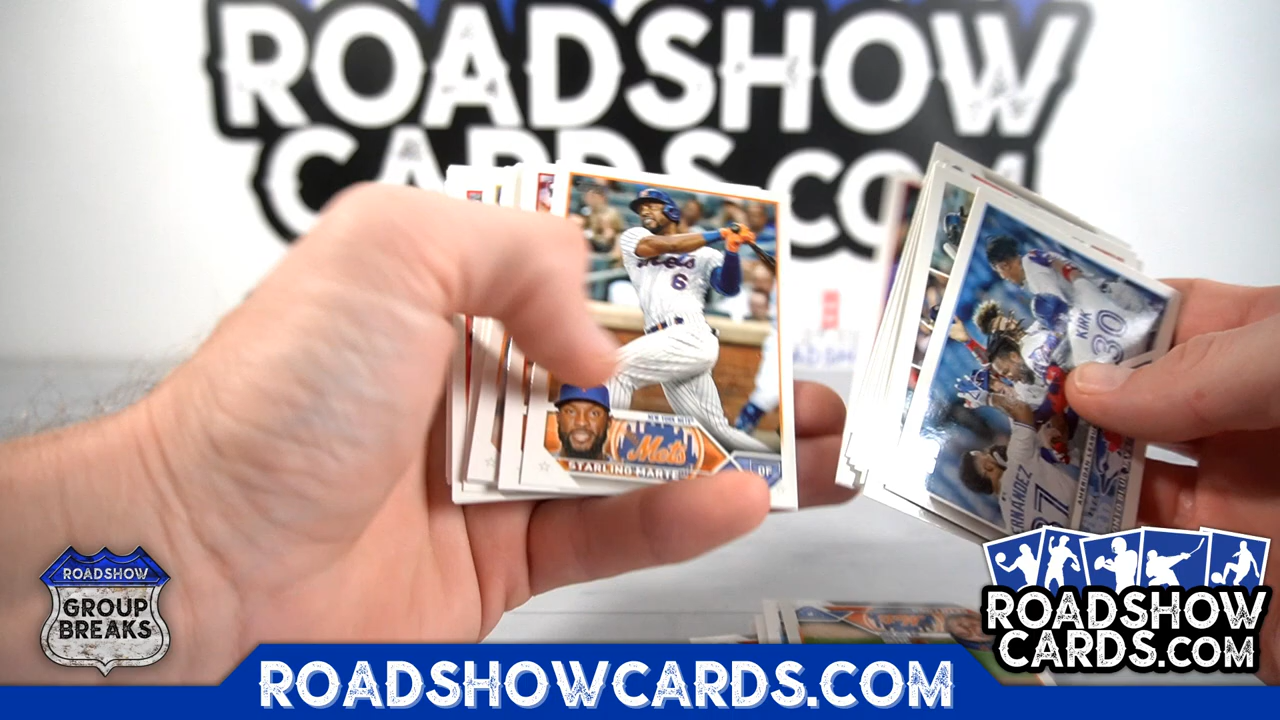 ROADSHOW
CARDS.COM
Mets
6
NEW YORK METS
Mets
STARLING MARTE
OF
KIRK
30
37
ROADSHOW
GROUP
BREAKS
ROADSHOW
CARDS.COM
ROADSHOWCARDS.COM